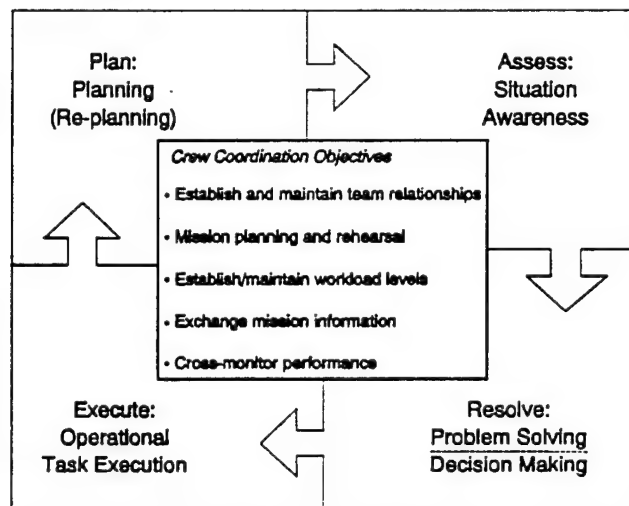 Plan:
Planning
(Re-planning)
Assess:
Situation
Awareness
Crew Coordination Objectives
• Establish and maintain team relationships
• Mission planning and rehearsal
• Establish/maintain workload levels
• Exchange mission information
• Cross-monitor performance
Execute:
Operational
Task Execution
Resolve:
Problem Solving
Decision Making